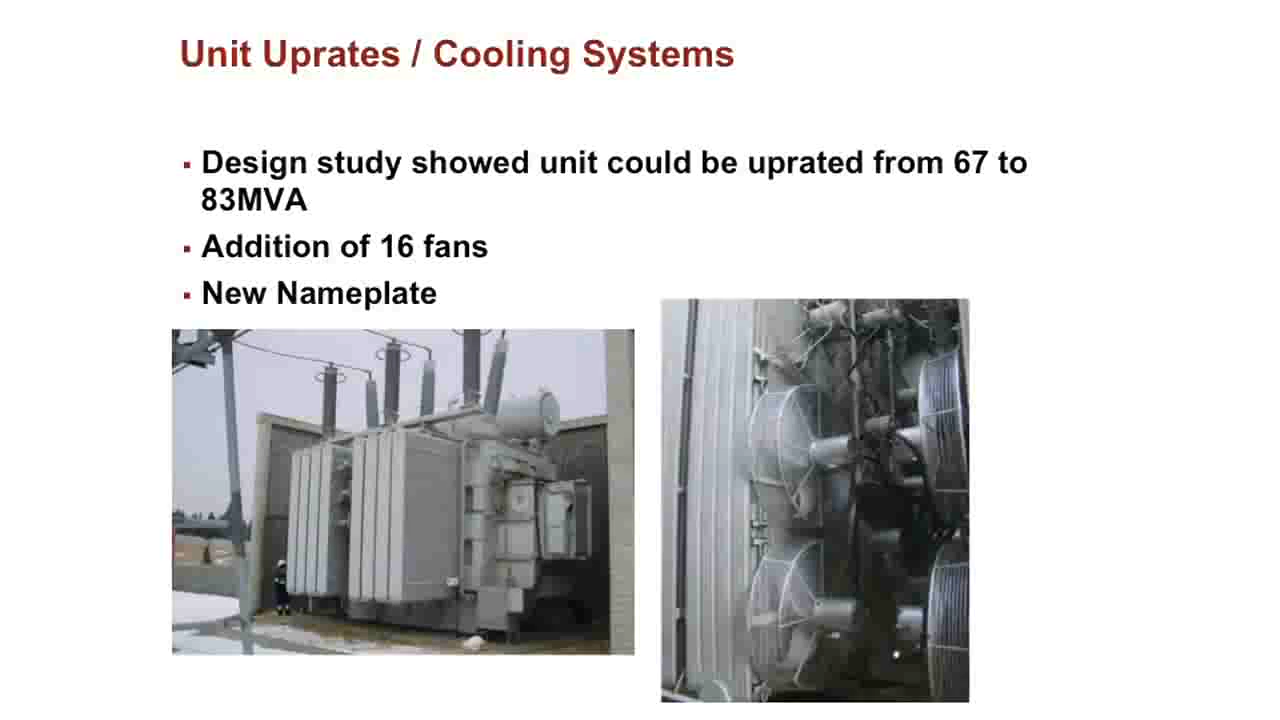 Unit Uprates / Cooling Systems
▪ Design study showed unit could be uprated from 67 to
83MVA
▪ Addition of 16 fans
▪ New Nameplate